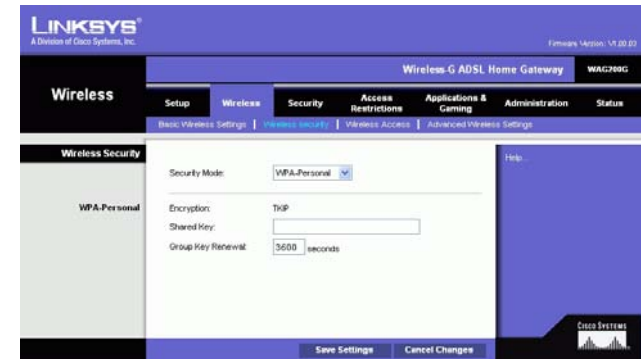 LINKSYS®
A Division of Cisco Systems, Inc.
Firmware Version: V1.00.03
Wireless-G ADSL Home Gateway
WAG200G
Wireless
Setup
Wireless
Security
Access Restrictions
Applications & Gaming
Administration
Status
Basic Wireless Settings | Wireless Security | Wireless Access | Advanced Wireless Settings
Wireless Security
Help...
Security Mode: WPA-Personal
WPA-Personal
Encryption: TKIP
Shared Key:
Group Key Renewal: 3600 seconds
CISCO SYSTEMS
Save Settings
Cancel Changes